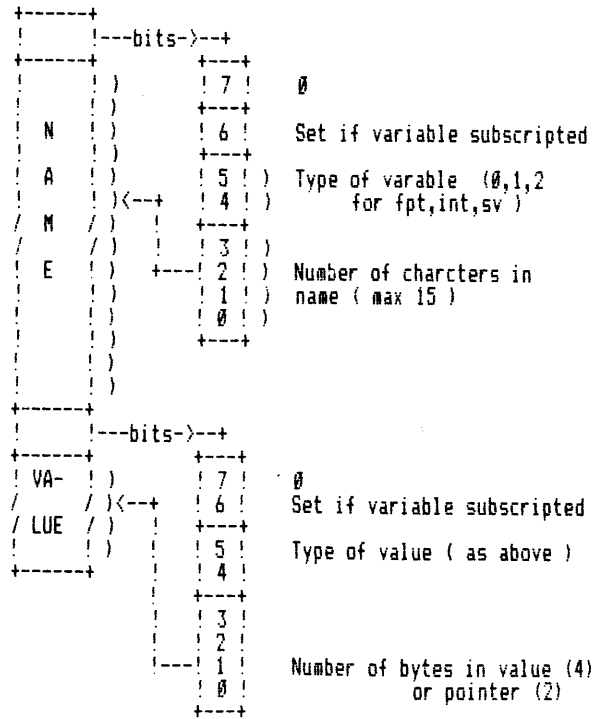 +------+
!      !---bits->--+
+------+        +---+
!      ! )      ! 7 !    0
!      ! )      +---+
!  N   ! )      ! 6 !    Set if variable subscripted
!      ! )      +---+
!  A   ! )      ! 5 ! )  Type of varable  (0,1,2
!      ! )<--+  ! 4 ! )      for fpt,int,sv )
/  M   / )   !  +---+
/      / )   !  ! 3 ! )
!  E   ! )   +---! 2 ! )  Number of charcters in
!      ! )      ! 1 ! )  name ( max 15 )
!      ! )      ! 0 ! )
!      ! )      +---+
!      ! )
!      ! )
+------+
!      !---bits->--+
+------+        +---+
! VA-  ! )      ! 7 !    0
/      / )<--+  ! 6 !    Set if variable subscripted
/ LUE  / )   !  +---+
!      ! )   !  ! 5 !    Type of value ( as above )
+------+     !  ! 4 !
             !  +---+
             !  ! 3 !
             !  ! 2 !
             !---! 1 !    Number of bytes in value (4)
                ! 0 !            or pointer (2)
                +---+